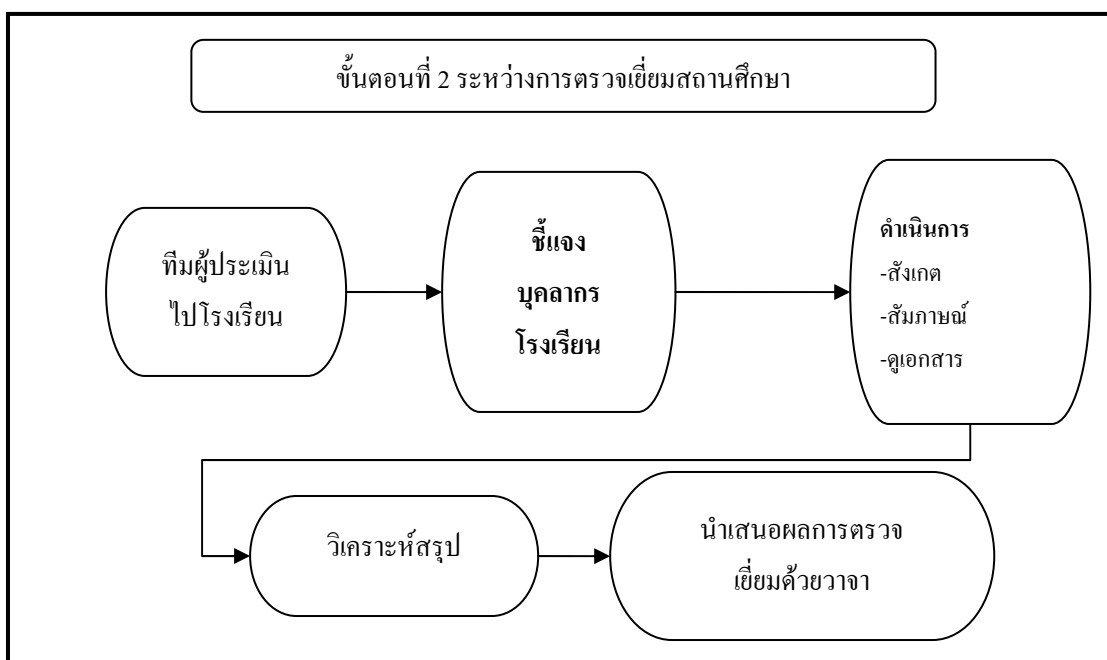 ขั้นตอนที่ 2 ระหว่างการตรวจเยี่ยมสถานศึกษา
ทีมผู้ประเมิน
ไปโรงเรียน
ชี้แจง
บุคลากร
โรงเรียน
ดำเนินการ
-สังเกต
-สัมภาษณ์
-ดูเอกสาร
วิเคราะห์สรุป
นำเสนอผลการตรวจ
เยี่ยมด้วยวาจา